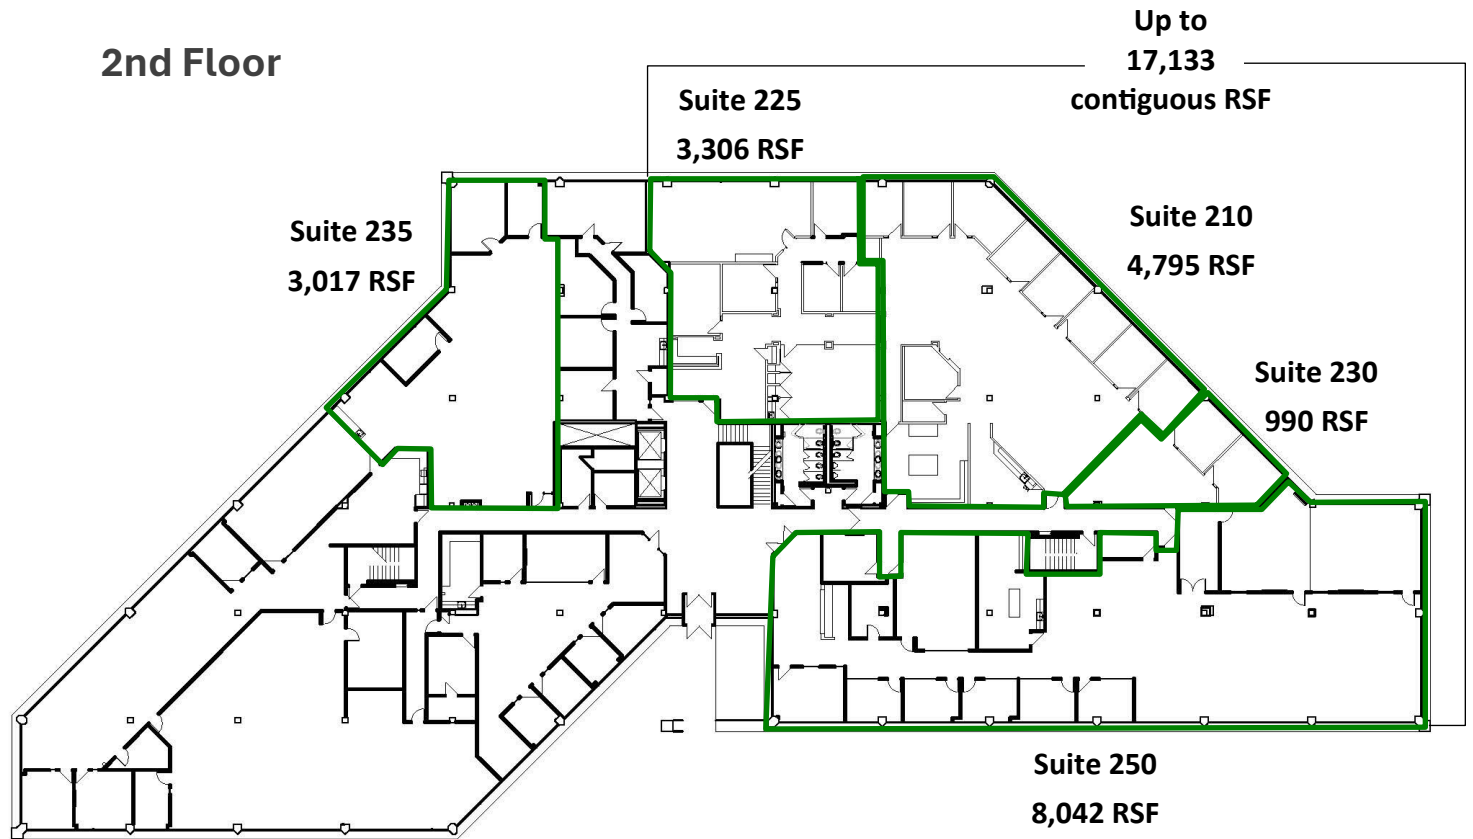 2nd Floor
Up to
17,133
contiguous RSF
Suite 225
3,306 RSF
Suite 235
3,017 RSF
Suite 210
4,795 RSF
Suite 230
990 RSF
Suite 250
8,042 RSF